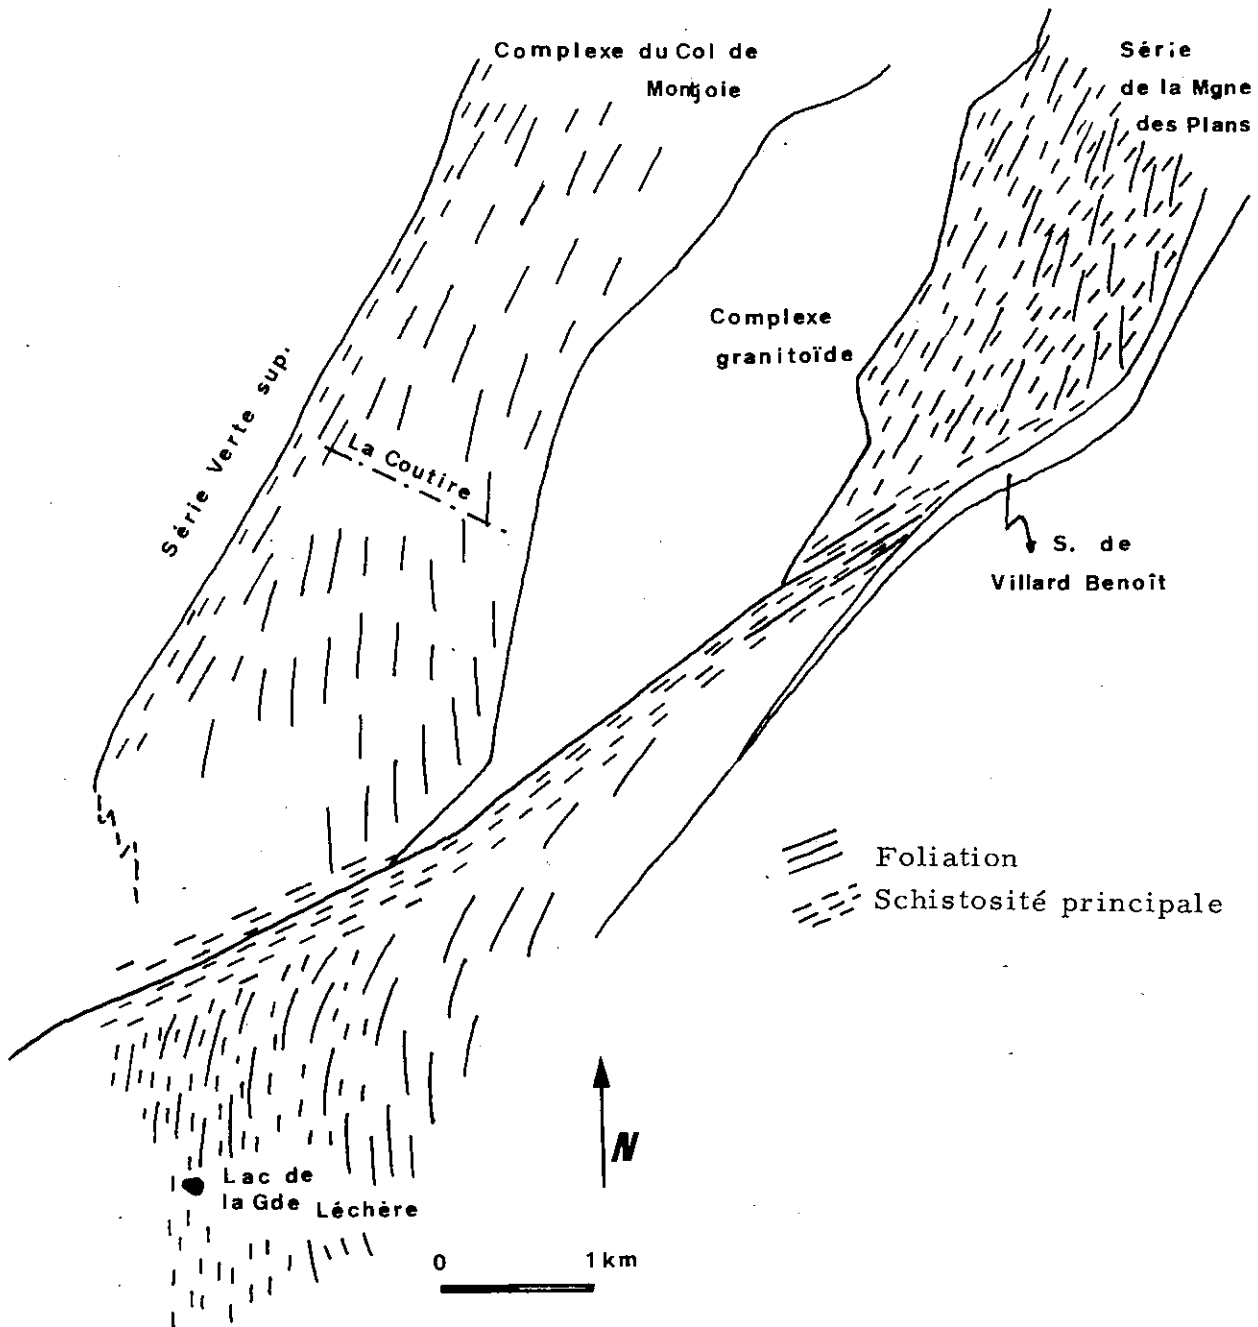 Complexe du Col de
Montjoie
Série
de la Mgne
des Plans
Complexe
granitoïde
Série Verte sup.
La Coutire
S. de
Villard Benoît
Foliation
Schistosité principale
N
Lac de
la Gde Léchère
0 1 km